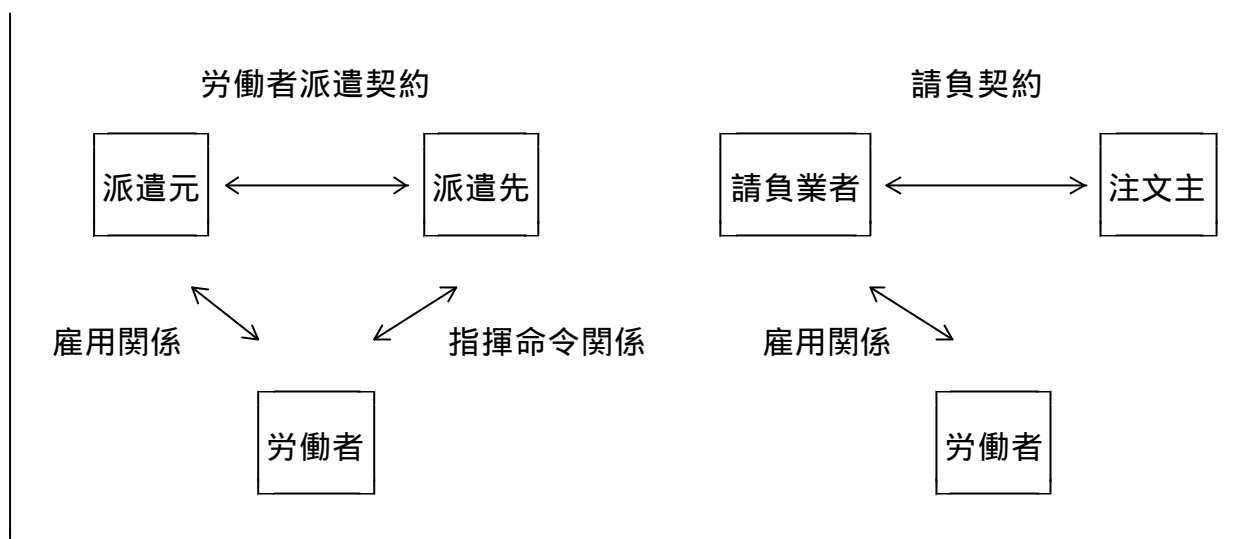 労働者派遣契約
派遣元
派遣先
雇用関係
指揮命令関係
労働者
請負契約
請負業者
注文主
雇用関係
労働者